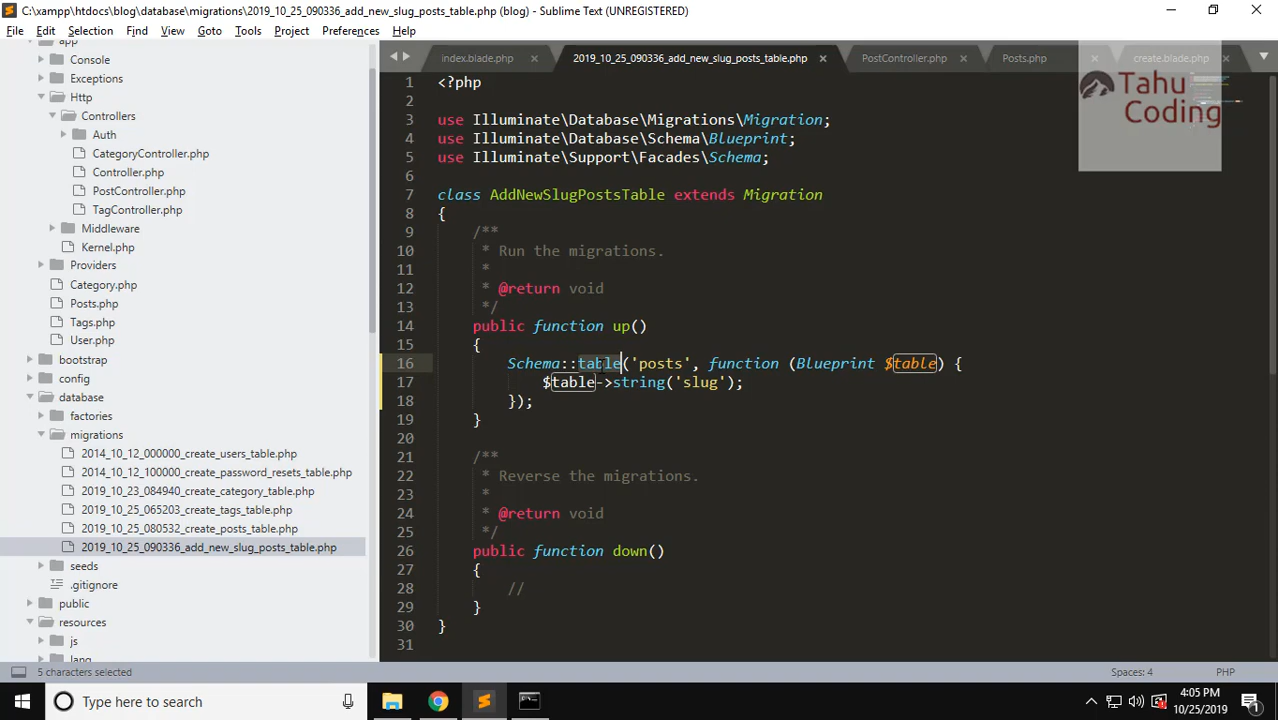 C:\xampp\htdocs\blog\database\migrations\2019_10_25_090336_add_new_slug_posts_table.php (blog) - Sublime Text (UNREGISTERED)
File Edit Selection Find View Goto Tools Project Preferences Help
app
Console
Exceptions
Http
Controllers
Auth
CategoryController.php
Controller.php
PostController.php
TagController.php
Middleware
Kernel.php
Providers
Category.php
Posts.php
Tags.php
User.php
bootstrap
config
database
factories
migrations
2014_10_12_000000_create_users_table.php
2014_10_12_100000_create_password_resets_table.php
2019_10_23_084940_create_category_table.php
2019_10_25_065203_create_tags_table.php
2019_10_25_080532_create_posts_table.php
2019_10_25_090336_add_new_slug_posts_table.php
seeds
.gitignore
public
resources
js
lang
index.blade.php 2019_10_25_090336_add_new_slug_posts_table.php PostController.php Posts.php create.blade.php
Tahu
Coding
1 <?php
2
3 use Illuminate\Database\Migrations\Migration;
4 use Illuminate\Database\Schema\Blueprint;
5 use Illuminate\Support\Facades\Schema;
6
7 class AddNewSlugPostsTable extends Migration
8 {
9 /**
10 * Run the migrations.
11 *
12 * @return void
13 */
14 public function up()
15 {
16 Schema::table('posts', function (Blueprint $table) {
17 $table->string('slug');
18 });
19 }
20
21 /**
22 * Reverse the migrations.
23 *
24 * @return void
25 */
26 public function down()
27 {
28 //
29 }
30 }
31
5 characters selected Spaces: 4 PHP
Type here to search
4:05 PM
10/25/2019
1